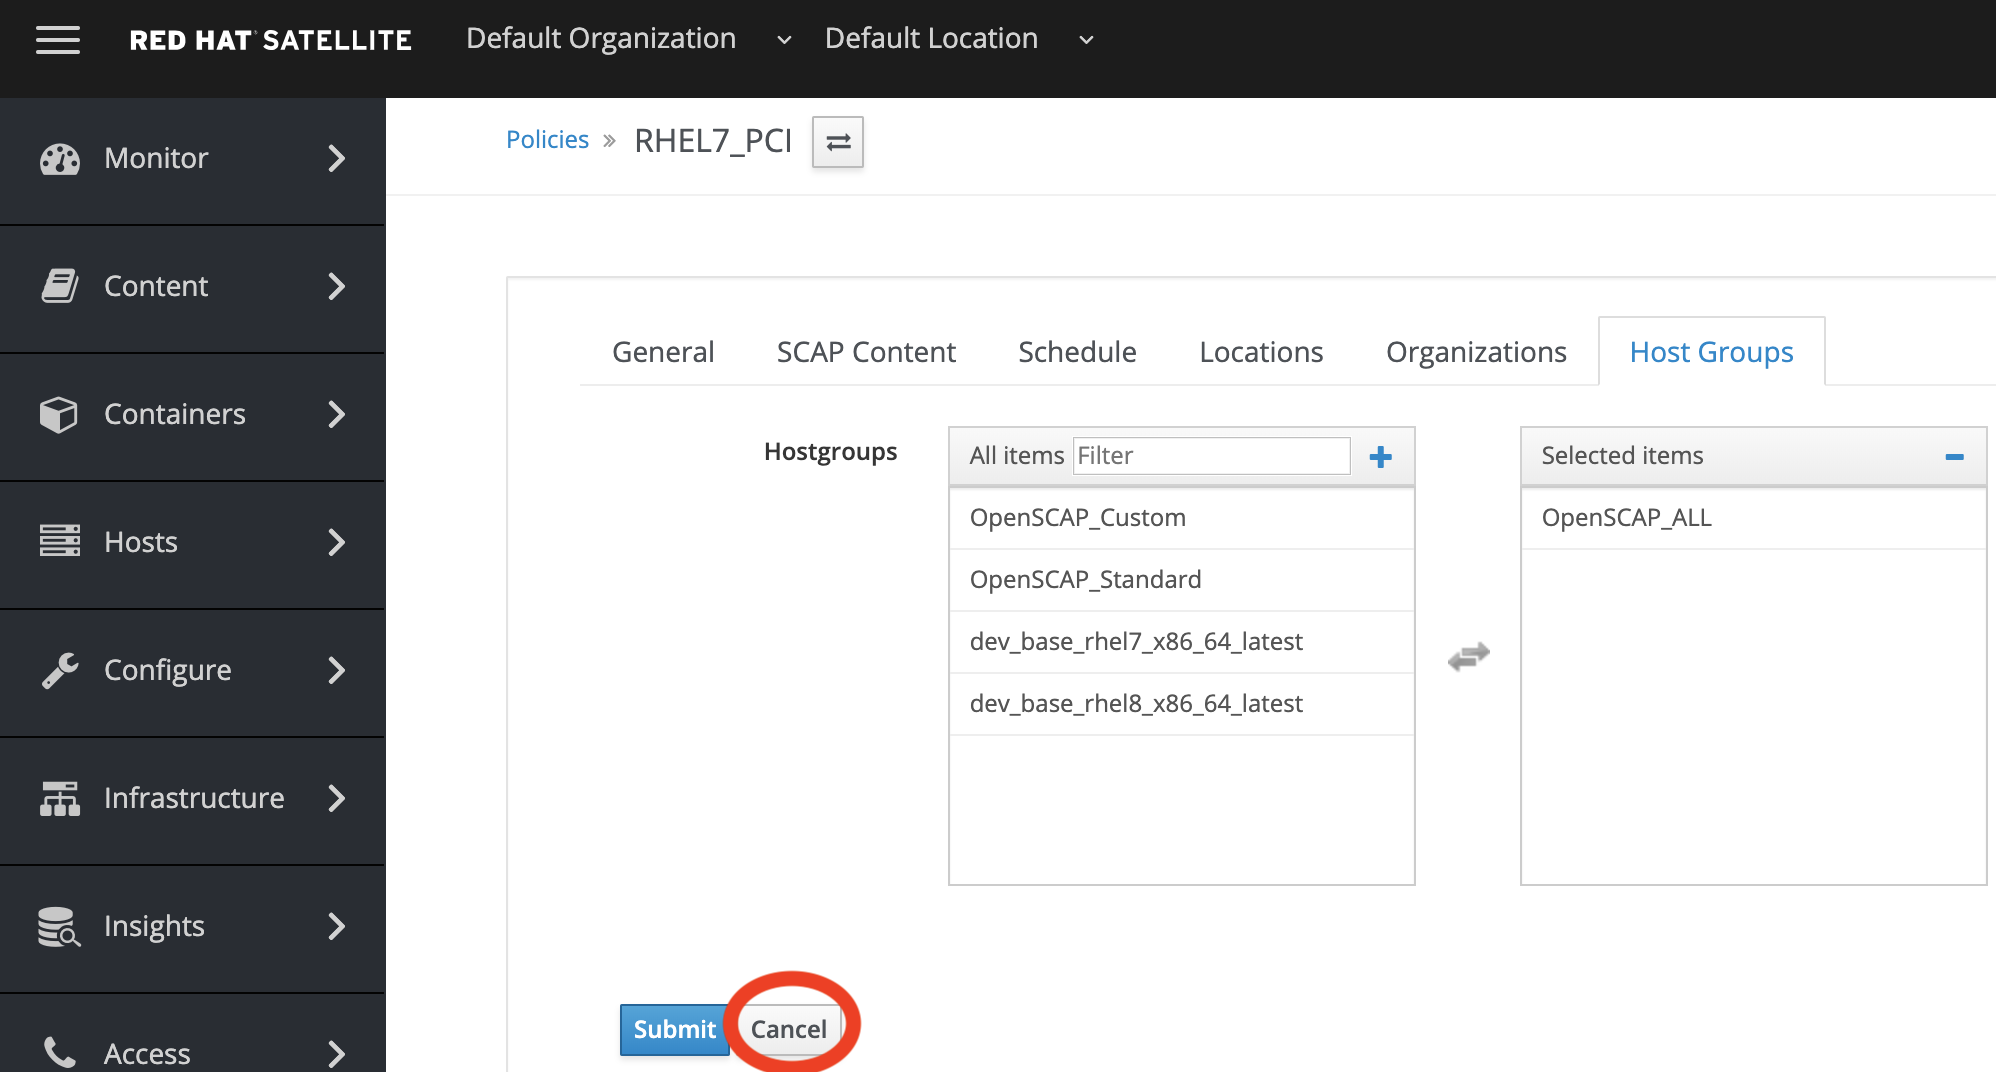 RED HAT SATELLITE Default Organization Default Location
Policies » RHEL7_PCI
Monitor
Content
Containers
Hosts
Configure
Infrastructure
Insights
Access
General SCAP Content Schedule Locations Organizations Host Groups
Hostgroups
All items Filter
OpenSCAP_Custom
OpenSCAP_Standard
dev_base_rhel7_x86_64_latest
dev_base_rhel8_x86_64_latest
Selected items
OpenSCAP_ALL
Submit Cancel